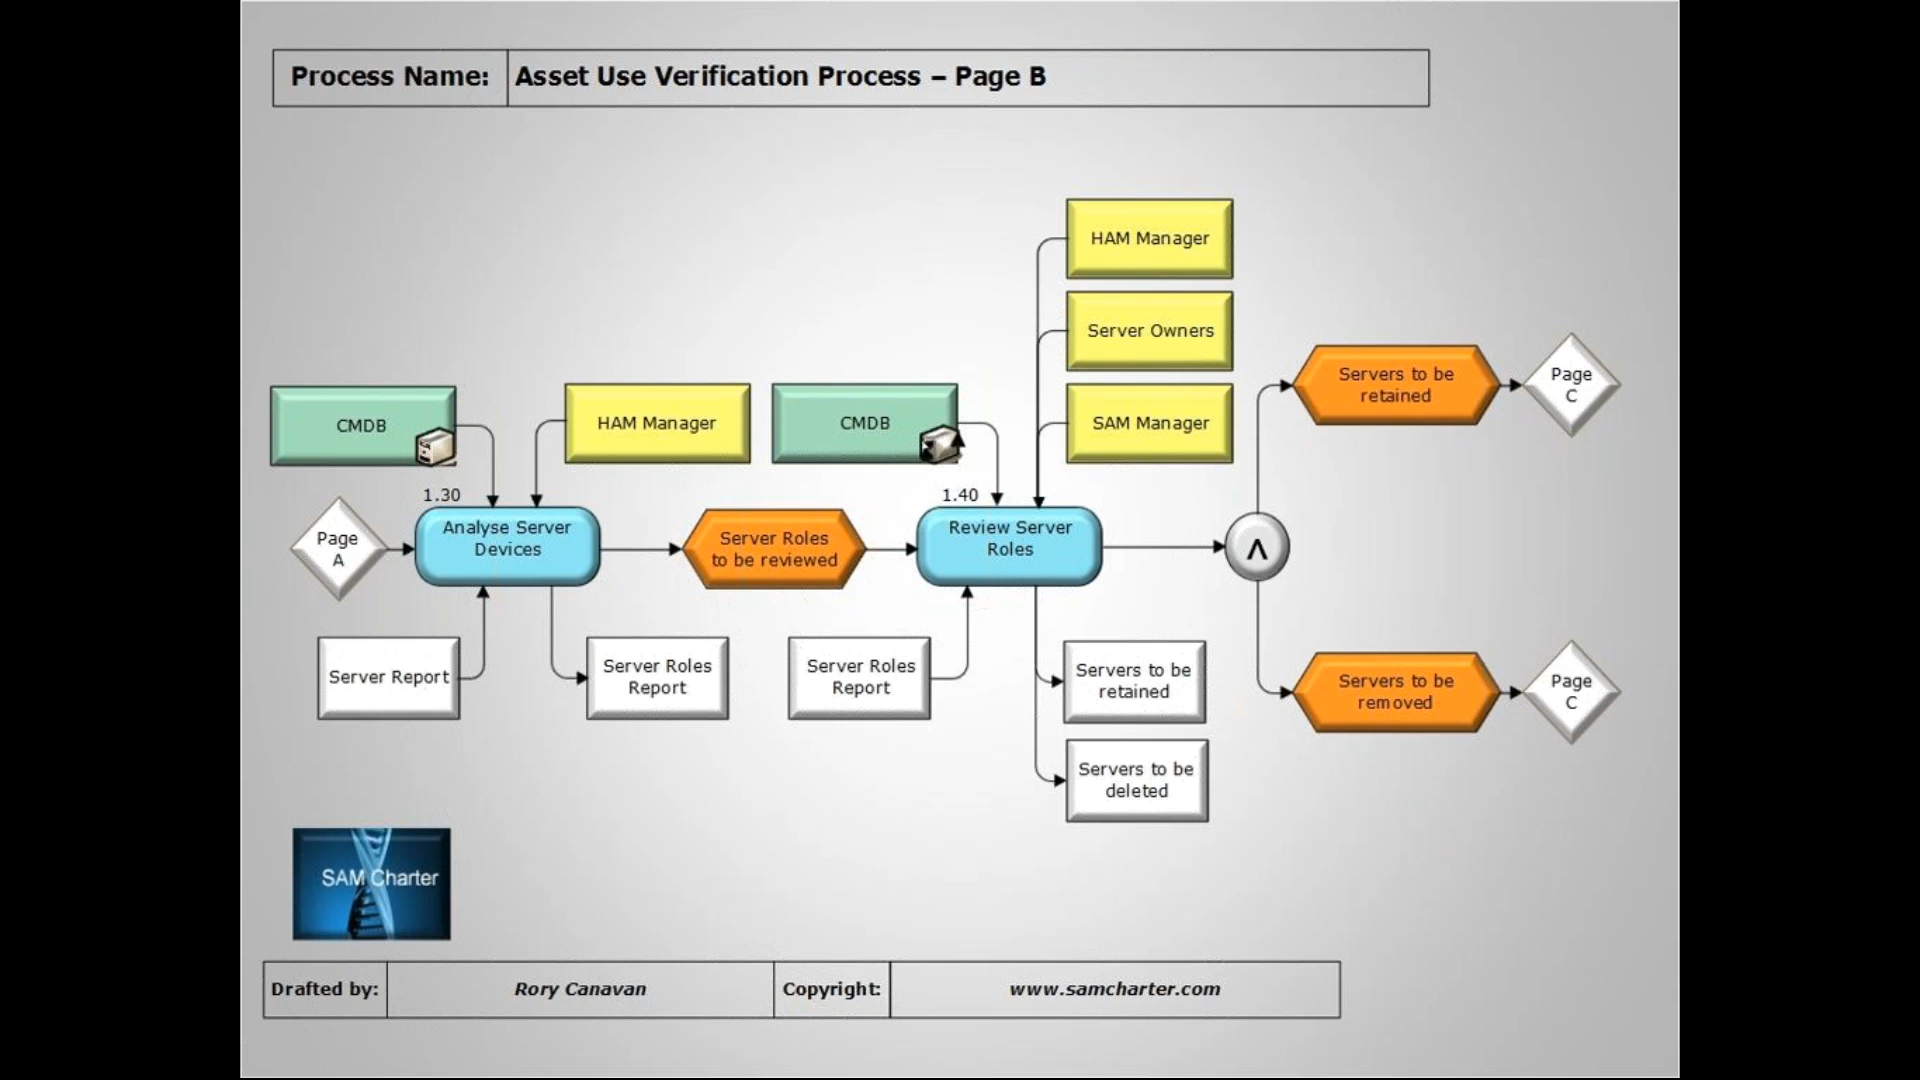 Process Name:
Asset Use Verification Process – Page B
HAM Manager
Server Owners
SAM Manager
CMDB
HAM Manager
CMDB
1.30
1.40
Page
A
Analyse Server
Devices
Server Roles
to be reviewed
Review Server
Roles
Λ
Servers to be
retained
Page
C
Server Report
Server Roles
Report
Server Roles
Report
Servers to be
retained
Servers to be
deleted
Servers to be
removed
Page
C
SAM Charter
Drafted by:
Rory Canavan
Copyright:
www.samcharter.com